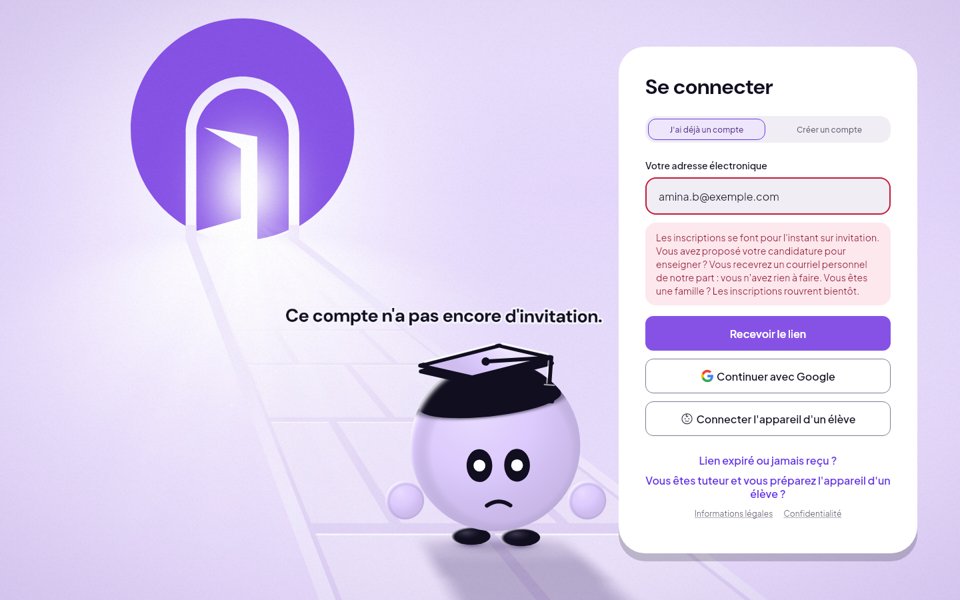 Se connecter
J'ai déjà un compte
Créer un compte
Votre adresse électronique
amina.b@exemple.com
Les inscriptions se font pour l'instant sur invitation.
Vous avez proposé votre candidature pour
enseigner ? Vous recevrez un courriel personnel
de notre part : vous n'avez rien à faire. Vous êtes
une famille ? Les inscriptions rouvrent bientôt.
Ce compte n'a pas encore d'invitation.
Recevoir le lien
Continuer avec Google
Connecter l'appareil d'un élève
Lien expiré ou jamais reçu ?
Vous êtes tuteur et vous préparez l'appareil d'un
élève ?
Informations légales
Confidentialité